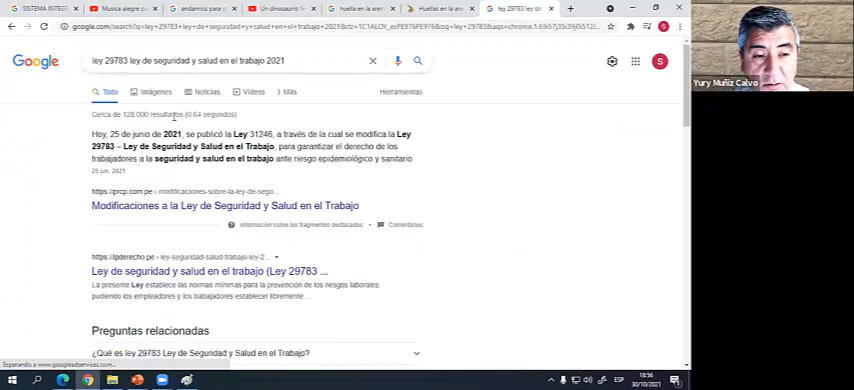 SISTEMA INTEGR
Musica alegre p
andamios para
Un dinosaurio
huella en la aren
Huellas en la are
ley 29783 ley de
google.com/search?q=ley+29783+ley+de+seguridad+y+salud+en+el+trabajo+2021
Google
ley 29783 ley de seguridad y salud en el trabajo 2021
S
Todo
Imágenes
Noticias
Vídeos
Más
Herramientas
Cerca de 128,000 resultados (0.64 segundos)
Hoy, 25 de junio de 2021, se publicó la Ley 31246, a través de la cual se modifica la Ley
29783 – Ley de Seguridad y Salud en el Trabajo, para garantizar el derecho de los
trabajadores a la seguridad y salud en el trabajo ante riesgo epidemiológico y sanitario.
25 jun. 2021
https://prcp.com.pe › modificaciones-sobre-la-ley-de-segu...
Modificaciones a la Ley de Seguridad y Salud en el Trabajo
Información sobre los fragmentos destacados
Comentarios
https://lpderecho.pe › ley-seguridad-salud-trabajo-ley-2...
Ley de seguridad y salud en el trabajo (Ley 29783 ...
La presente Ley establece las normas mínimas para la prevención de los riesgos laborales,
pudiendo los empleadores y los trabajadores establecer libremente ...
Preguntas relacionadas
¿Qué es ley 29783 Ley de Seguridad y Salud en el Trabajo?
Esperando a www.googleadservices.com...
ESP
18:56
30/10/2021
Yury Muñiz Calvo